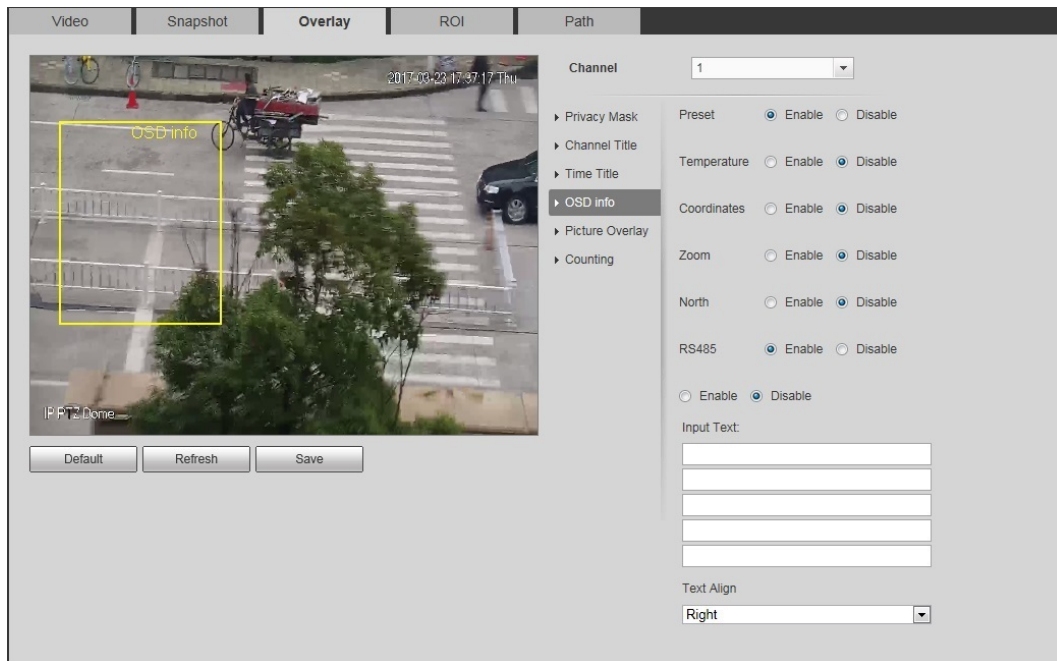 Video Snapshot Overlay ROI Path
2017-03-23 17:37:17 Thu
OSD info
IP PTZ Dome
Default Refresh Save
Channel 1
Privacy Mask
Channel Title
Time Title
OSD info
Picture Overlay
Counting
Preset Enable Disable
Temperature Enable Disable
Coordinates Enable Disable
Zoom Enable Disable
North Enable Disable
RS485 Enable Disable
Enable Disable
Input Text:
Text Align
Right